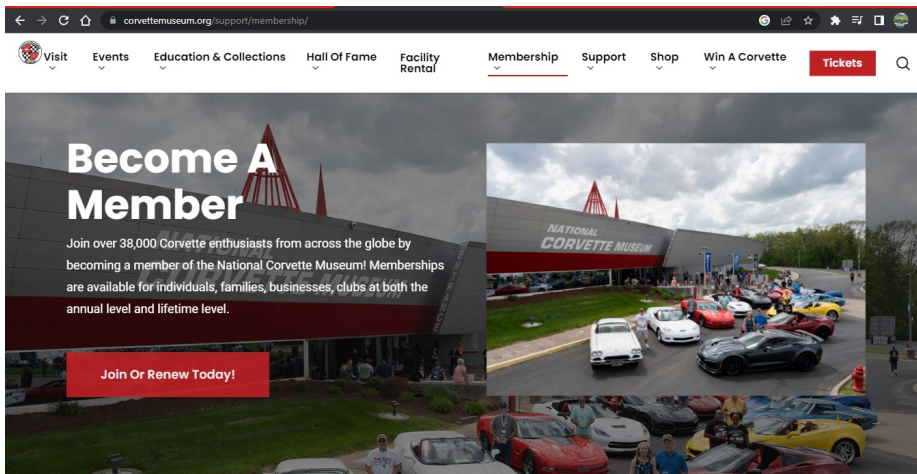 corvettemuseum.org/support/membership/
Visit
Events
Education & Collections
Hall Of Fame
Facility
Rental
Membership
Support
Shop
Win A Corvette
Tickets
Become A
Member
Join over 38,000 Corvette enthusiasts from across the globe by
becoming a member of the National Corvette Museum! Memberships
are available for individuals, families, businesses, clubs at both the
annual level and lifetime level.
Join Or Renew Today!
NATIONAL
CORVETTE MUSEUM